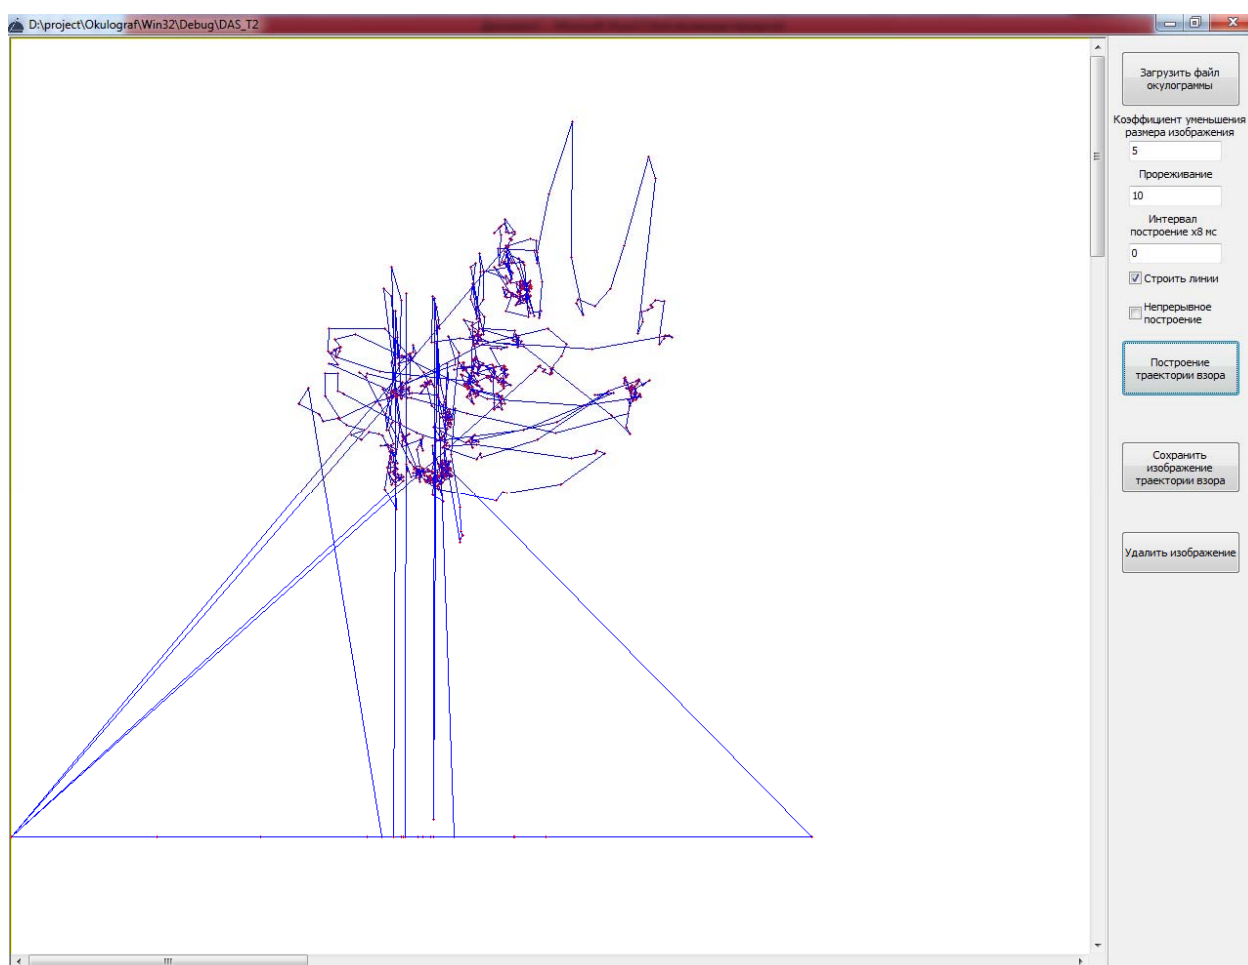 D:\project\Okulograf\Win32\Debug\DAS_T2
Загрузить файл
окулограммы
Коэффициент уменьшения
размера изображения
5
Прореживание
10
Интервал
построение x8 мс
0
Строить линии
Непрерывное
построение
Построение
траектории взора
Сохранить
изображение
траектории взора
Удалить изображение